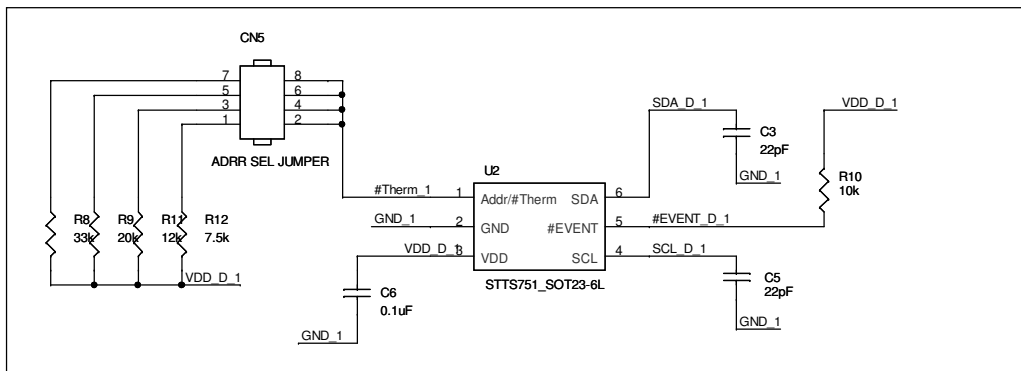 CN5
7 8
5 6
3 4
1 2
ADRR SEL JUMPER
SDA_D_1
VDD_D_1
C3
22pF
GND_1
R10
10k
U2
#Therm_1 1 Addr/#Therm SDA 6
GND_1 2 GND #EVENT 5 #EVENT_D_1
VDD_D_1 3 VDD SCL 4 SCL_D_1
STTS751_SOT23-6L
R8 R9 R11 R12
33k 20k 12k 7.5k
VDD_D_1
C6
0.1uF
GND_1
C5
22pF
GND_1